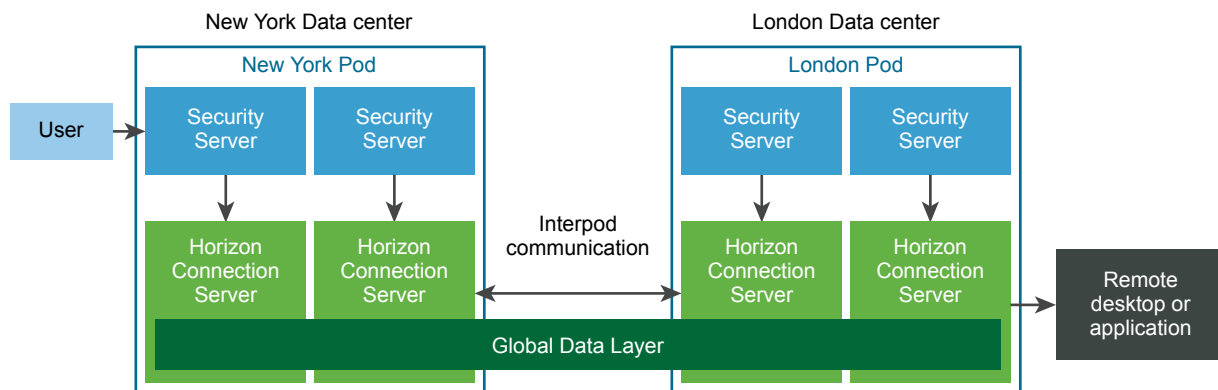 New York Data center
London Data center
New York Pod
London Pod
User
Security
Server
Security
Server
Security
Server
Security
Server
Interpod
communication
Horizon
Connection
Server
Horizon
Connection
Server
Horizon
Connection
Server
Horizon
Connection
Server
Remote
desktop or
application
Global Data Layer